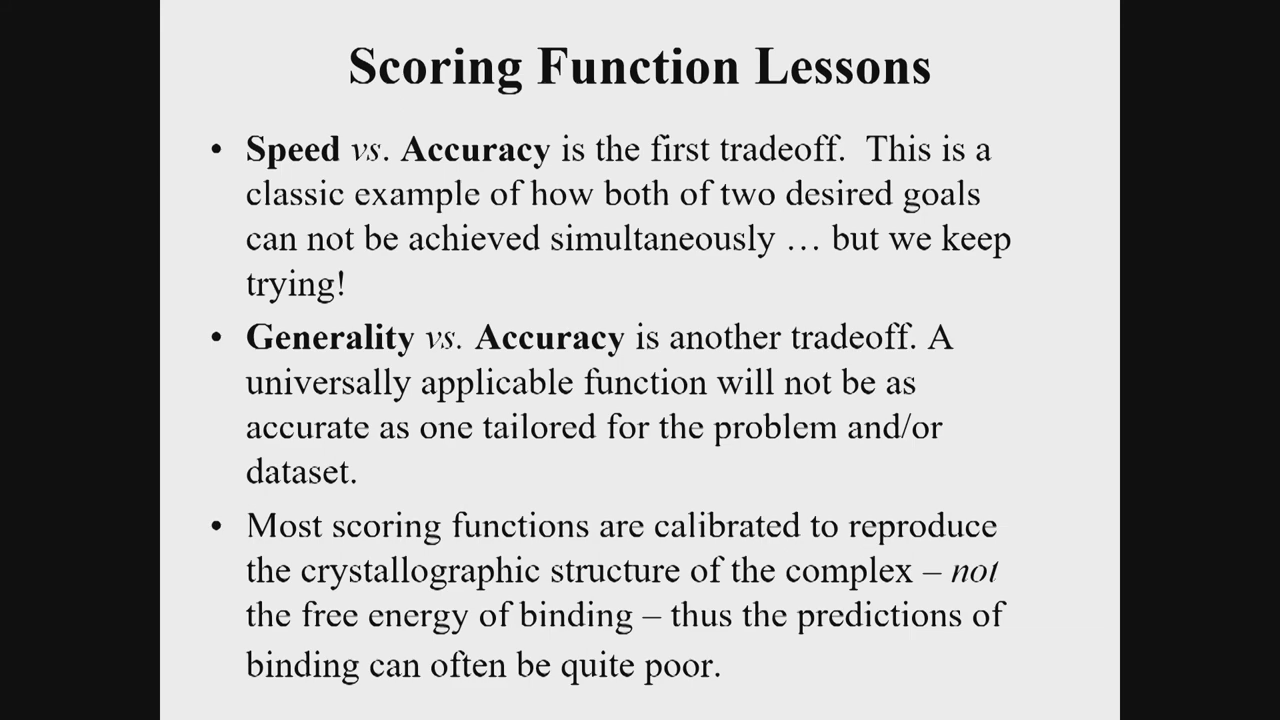 Scoring Function Lessons
• Speed vs. Accuracy is the first tradeoff. This is a
classic example of how both of two desired goals
can not be achieved simultaneously … but we keep
trying!
• Generality vs. Accuracy is another tradeoff. A
universally applicable function will not be as
accurate as one tailored for the problem and/or
dataset.
• Most scoring functions are calibrated to reproduce
the crystallographic structure of the complex – not
the free energy of binding – thus the predictions of
binding can often be quite poor.